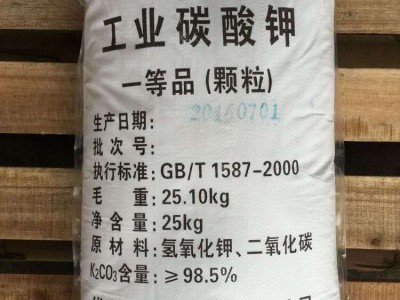 工业碳酸钾
一等品(颗粒)
生产日期: 20160701
批次号:
执行标准: GB/T 1587-2000
毛重: 25.10kg
净含量: 25kg
原材料: 氢氧化钾、二氧化碳
K₂CO₃含量: ≥98.5%